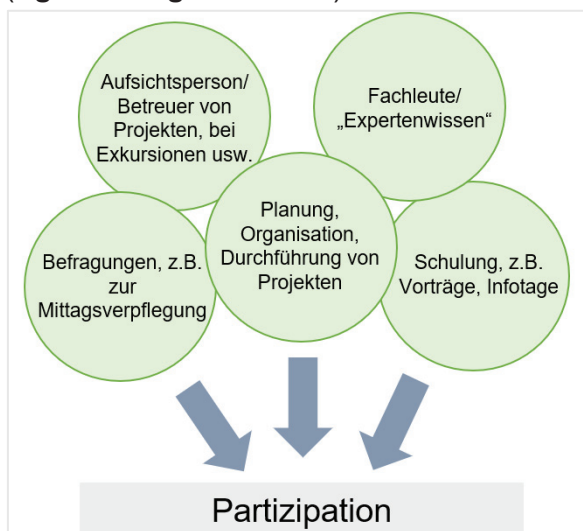 Aufsichtsperson/
Betreuer von
Projekten, bei
Exkursionen usw.
Fachleute/
„Expertenwissen“
Planung,
Organisation,
Durchführung von
Projekten
Befragungen, z.B.
zur
Mittagsverpflegung
Schulung, z.B.
Vorträge, Infotage
Partizipation